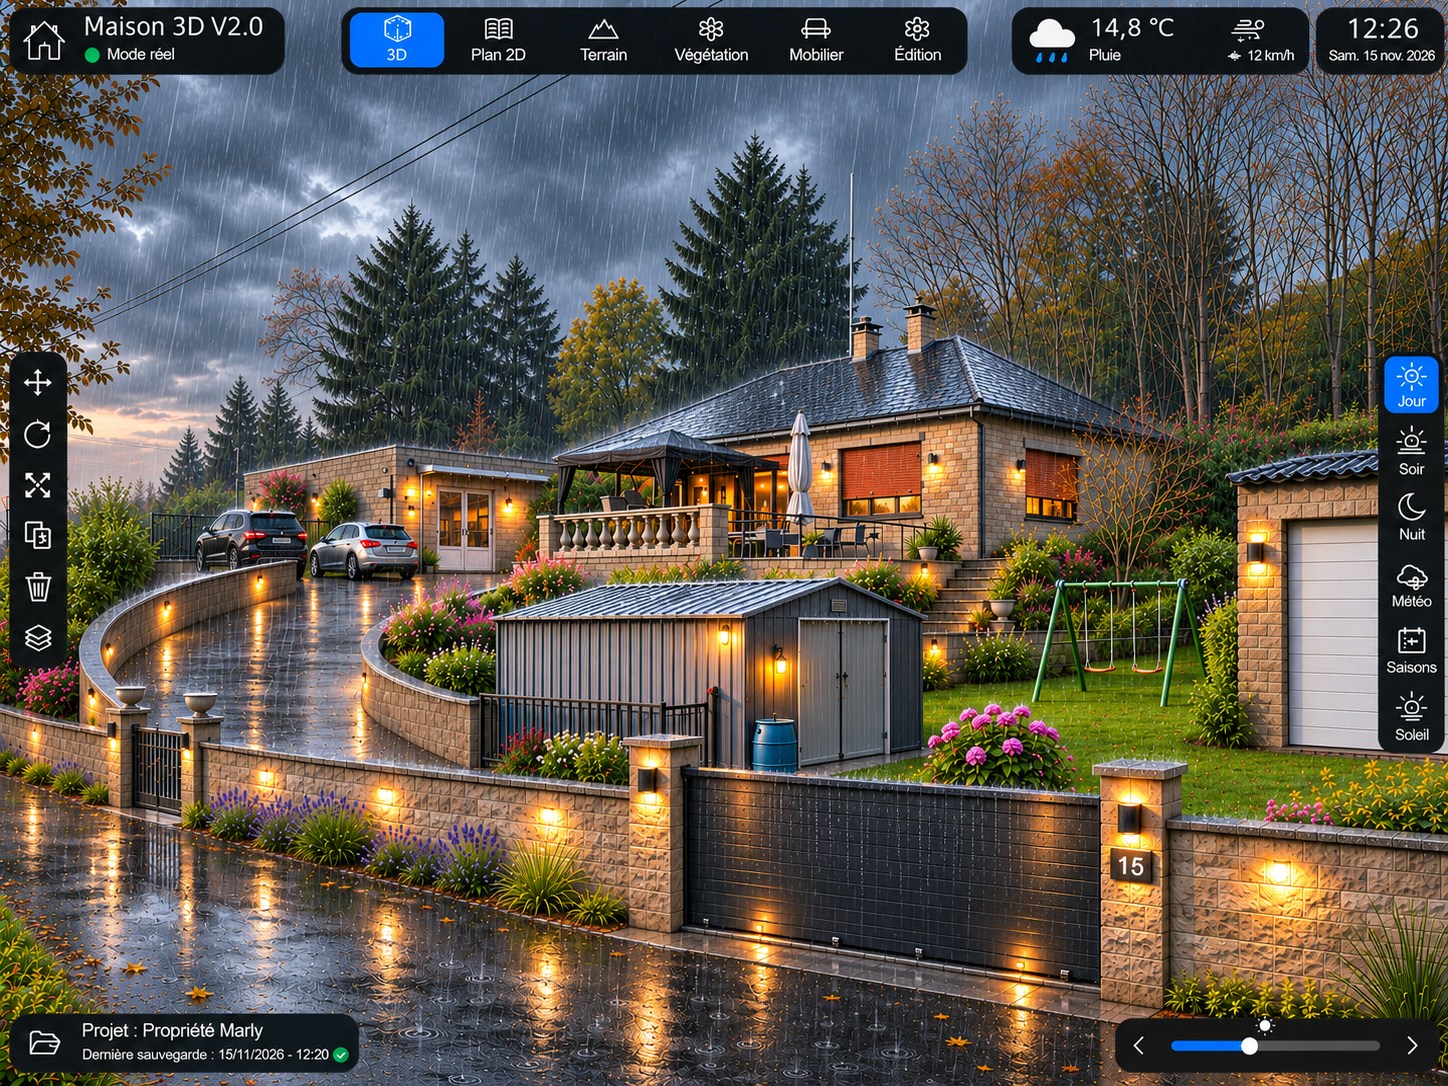 Maison 3D V2.0
Mode réel
3D
Plan 2D
Terrain
Végétation
Mobilier
Édition
14,8 °C
Pluie
12 km/h
12:26
Sam. 15 nov. 2026
Jour
Soir
Nuit
Météo
Saisons
Soleil
15
Projet : Propriété Marly
Dernière sauvegarde : 15/11/2026 - 12:20